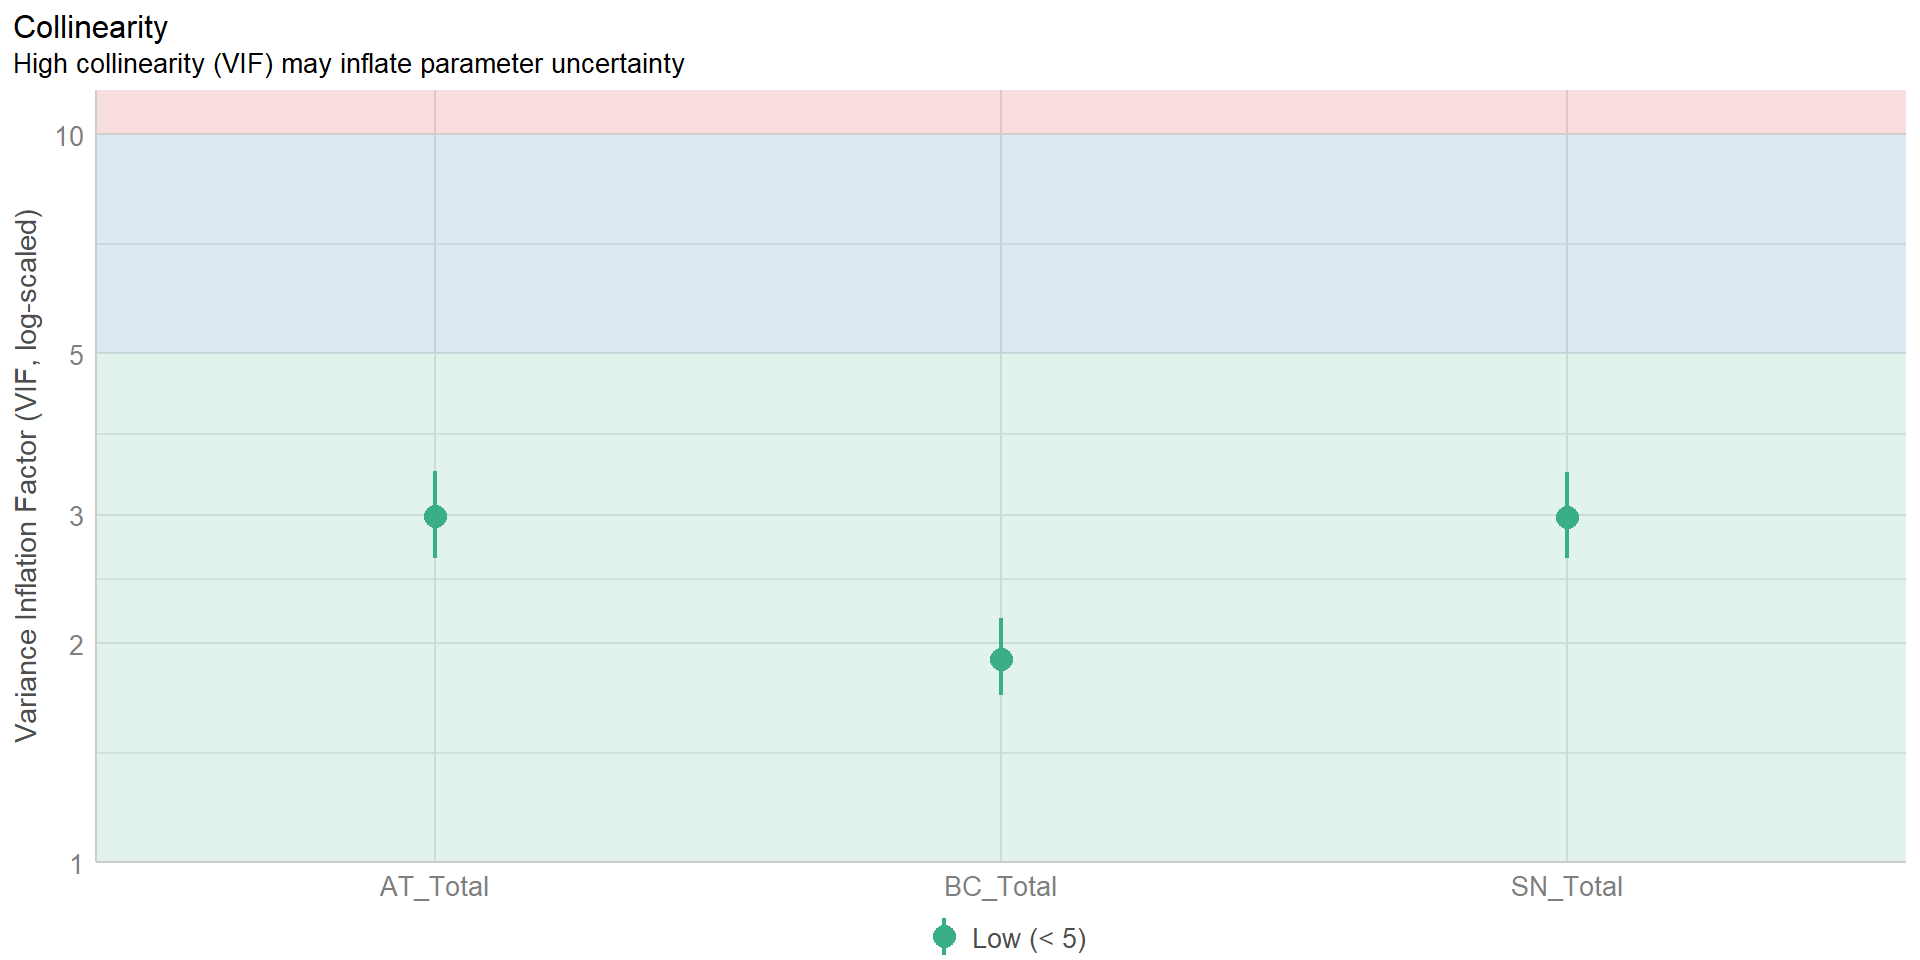 Collinearity
High collinearity (VIF) may inflate parameter uncertainty
Variance Inflation Factor (VIF, log-scaled)
10
5
3
2
1
AT_Total
BC_Total
SN_Total
Low (< 5)